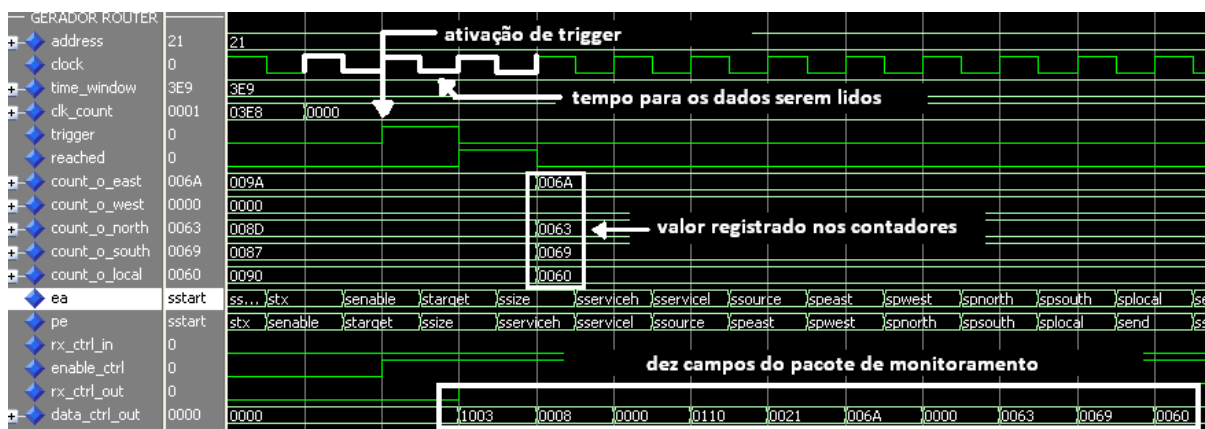 GERADOR ROUTER
ativação de trigger
address 21 21
clock 0
time_window 3E9 3E9
tempo para os dados serem lidos
clk_count 0001 03E8 0000
trigger 0
reached 0
count_o_east 006A 009A 006A
count_o_west 0000 0000
count_o_north 0063 008D 0063 valor registrado nos contadores
count_o_south 0069 0087 0069
count_o_local 0060 0090 0060
ea sstart ss... stx senable starget ssize sserviceh sservicel ssource speast spwest spnorth spsouth splocal se
pe sstart stx senable starget ssize sserviceh sservicel ssource speast spwest spnorth spsouth splocal send ss
rx_ctrl_in 0
enable_ctrl 0 dez campos do pacote de monitoramento
rx_ctrl_out 0
data_ctrl_out 0000 0000 1003 0008 0000 0110 0021 006A 0000 0063 0069 0060